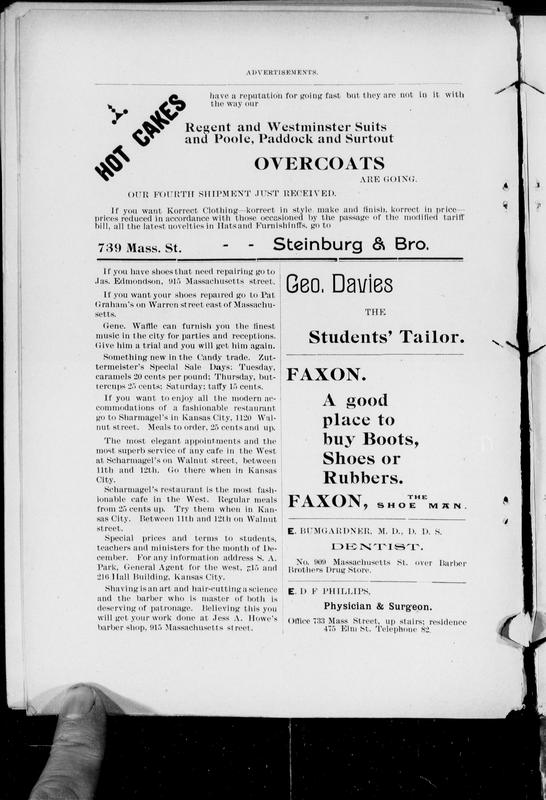 ADVERTISEMENTS.
HOT CAKES
have a reputation for going fast but they are not in it with
the way our
Regent and Westminster Suits
and Poole, Paddock and Surtout
OVERCOATS
ARE GOING.
OUR FOURTH SHIPMENT JUST RECEIVED.
If you want Korrect Clothing—korrect in style make and finish, korrect in price—
prices reduced in accordance with those occasioned by the passage of the modified tariff
bill, all the latest novelties in Hats and Furnishinffs, go to
739 Mass. St. - - Steinburg & Bro.
If you have shoes that need repairing go to
Jas. Edmondson, 915 Massachusetts street.
If you want your shoes repaired go to Pat
Graham's on Warren street east of Massachu-
setts.
Gene. Waffle can furnish you the finest
music in the city for parties and receptions.
Give him a trial and you will get him again.
Something new in the Candy trade. Zut-
termeister's Special Sale Days: Tuesday,
caramels 20 cents per pound; Thursday, but-
tercups 25 cents; Saturday; taffy 15 cents.
If you want to enjoy all the modern ac-
commodations of a fashionable restaurant
go to Sharmagel's in Kansas City, 1120 Wal-
nut street. Meals to order, 25 cents and up.
The most elegant appointments and the
most superb service of any cafe in the West
at Scharmagel's on Walnut street, between
11th and 12th. Go there when in Kansas
City.
Scharmagel's restaurant is the most fash-
ionable cafe in the West. Regular meals
from 25 cents up. Try them when in Kan-
sas City. Between 11th and 12th on Walnut
street.
Special prices and terms to students,
teachers and ministers for the month of De-
cember. For any information address S. A.
Park, General Agent for the west, 215 and
216 Hall Building, Kansas City.
Shaving is an art and hair-cutting a science
and the barber who is master of both is
deserving of patronage. Believing this you
will get your work done at Jess A. Howe's
barber shop, 915 Massachusetts street.
Geo. Davies
THE
Students' Tailor.
FAXON.
A good
place to
buy Boots,
Shoes or
Rubbers.
FAXON, THE SHOE MAN.
E. BUMGARDNER, M. D., D. D. S.
DENTIST.
No. 909 Massachusetts St. over Barber
Brothers Drug Store.
E. D F PHILLIPS,
Physician & Surgeon.
Office 733 Mass Street, up stairs; residence
475 Elm St. Telephone 82.